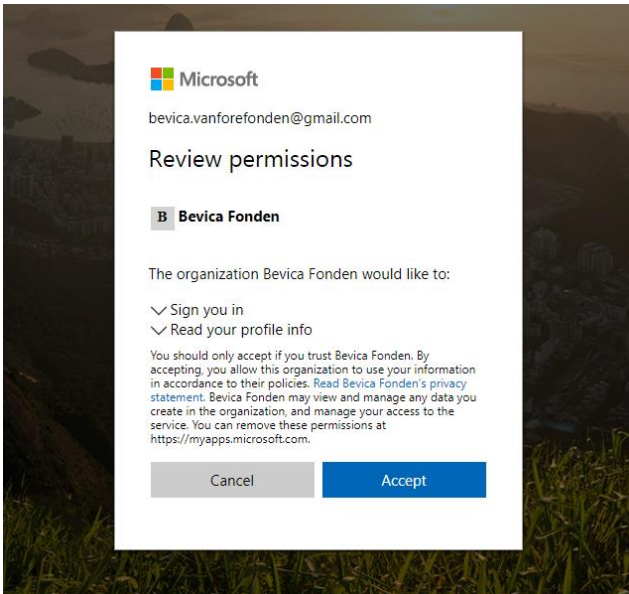 Microsoft
bevica.vanforefonden@gmail.com
Review permissions
B Bevica Fonden
The organization Bevica Fonden would like to:
Sign you in
Read your profile info
You should only accept if you trust Bevica Fonden. By
accepting, you allow this organization to use your information
in accordance to their policies. Read Bevica Fonden's privacy
statement. Bevica Fonden may view and manage any data you
create in the organization, and manage your access to the
service. You can remove these permissions at
https://myapps.microsoft.com.
Cancel Accept